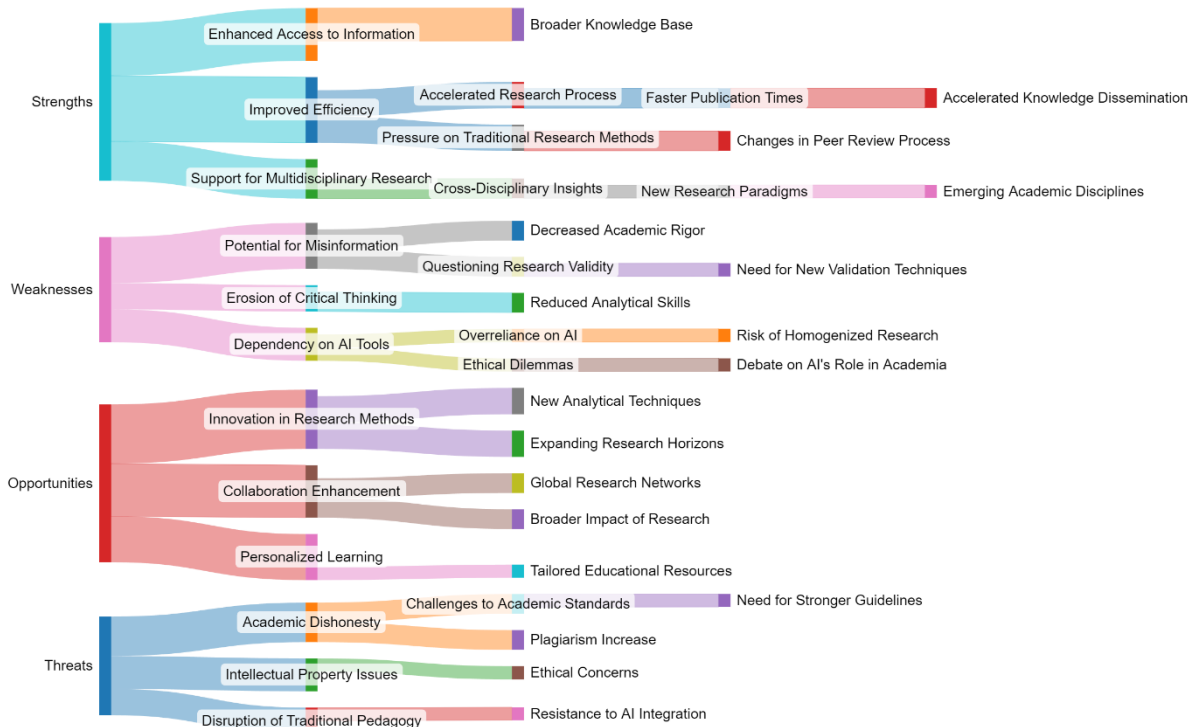 Strengths
Enhanced Access to Information
Broader Knowledge Base
Improved Efficiency
Accelerated Research Process
Faster Publication Times
Accelerated Knowledge Dissemination
Pressure on Traditional Research Methods
Changes in Peer Review Process
Support for Multidisciplinary Research
Cross-Disciplinary Insights
New Research Paradigms
Emerging Academic Disciplines
Weaknesses
Potential for Misinformation
Decreased Academic Rigor
Questioning Research Validity
Need for New Validation Techniques
Erosion of Critical Thinking
Reduced Analytical Skills
Dependency on AI Tools
Overreliance on AI
Risk of Homogenized Research
Ethical Dilemmas
Debate on AI's Role in Academia
Opportunities
Innovation in Research Methods
New Analytical Techniques
Expanding Research Horizons
Collaboration Enhancement
Global Research Networks
Broader Impact of Research
Personalized Learning
Tailored Educational Resources
Threats
Academic Dishonesty
Challenges to Academic Standards
Need for Stronger Guidelines
Plagiarism Increase
Intellectual Property Issues
Ethical Concerns
Disruption of Traditional Pedagogy
Resistance to AI Integration